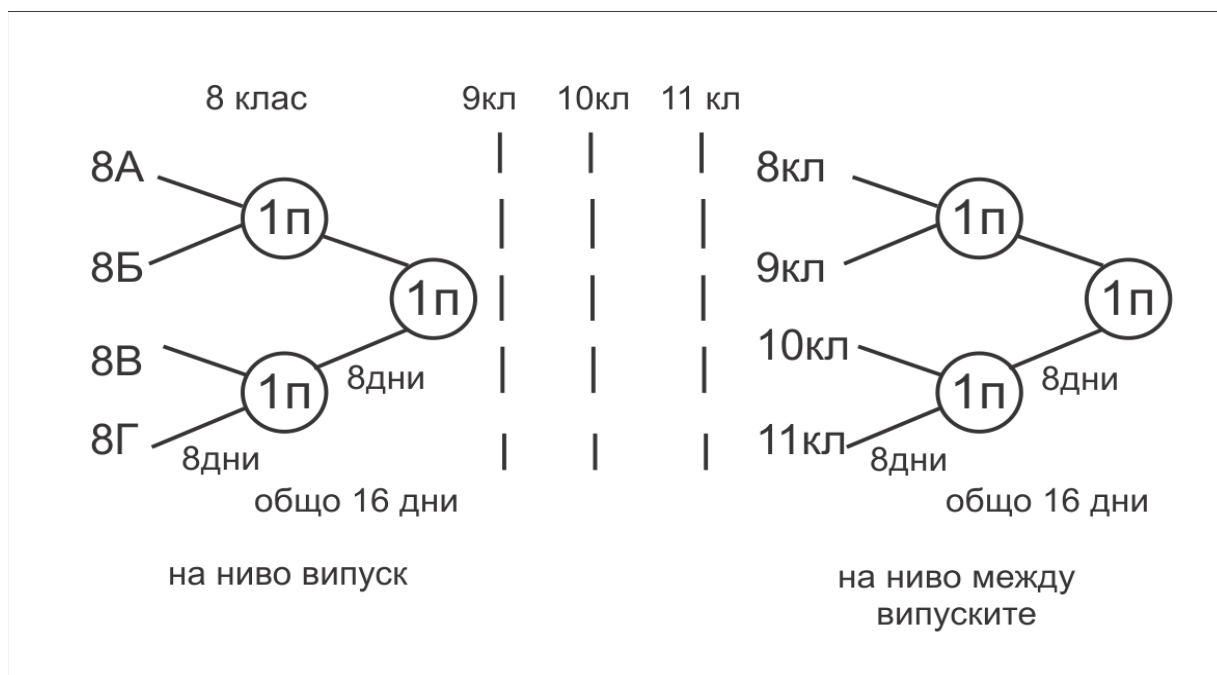 8 клас
9кл
10кл
11 кл
8А
1п
8Б
1п
8В
1п
8дни
8Г
8дни
общо 16 дни
на ниво випуск
8кл
1п
9кл
1п
10кл
1п
8дни
11кл
8дни
общо 16 дни
на ниво между
випуските